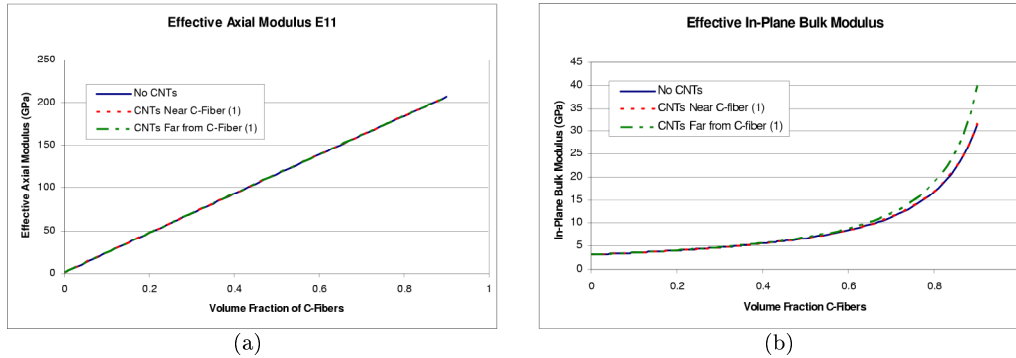 Effective Axial Modulus E11
250
200
150
100
50
0
Effective Axial Modulus (GPa)
No CNTs
CNTs Near C-Fiber (1)
CNTs Far from C-Fiber (1)
0 0.2 0.4 0.6 0.8 1
Volume Fraction of C-Fibers
(a)
Effective In-Plane Bulk Modulus
45
40
35
30
25
20
15
10
5
0
In-Plane Bulk Modulus (GPa)
No CNTs
CNTs Near C-fiber (1)
CNTs Far from C-Fiber (1)
0 0.2 0.4 0.6 0.8
Volume Fraction C-Fibers
(b)